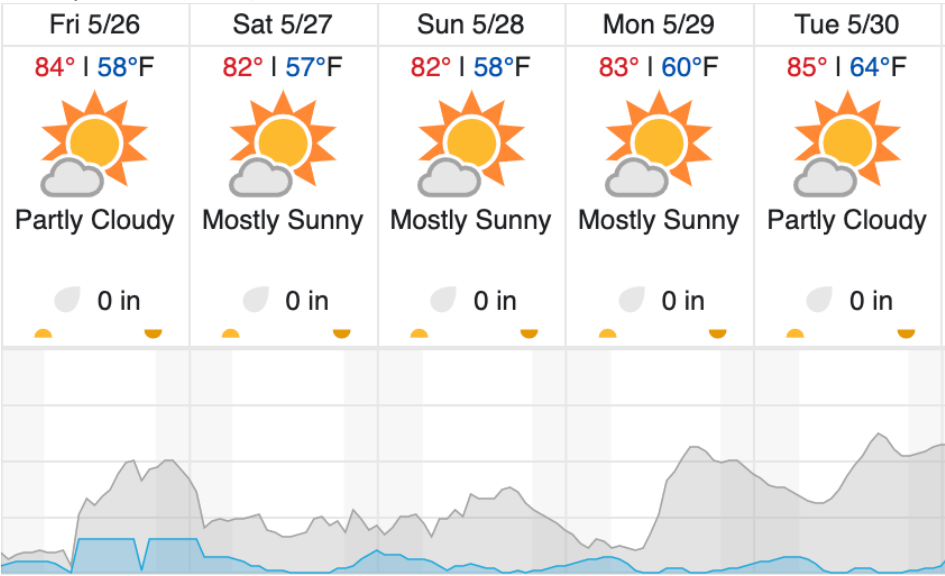 Fri 5/26 Sat 5/27 Sun 5/28 Mon 5/29 Tue 5/30
84° | 58°F 82° | 57°F 82° | 58°F 83° | 60°F 85° | 64°F
Partly Cloudy Mostly Sunny Mostly Sunny Mostly Sunny Partly Cloudy
0 in 0 in 0 in 0 in 0 in